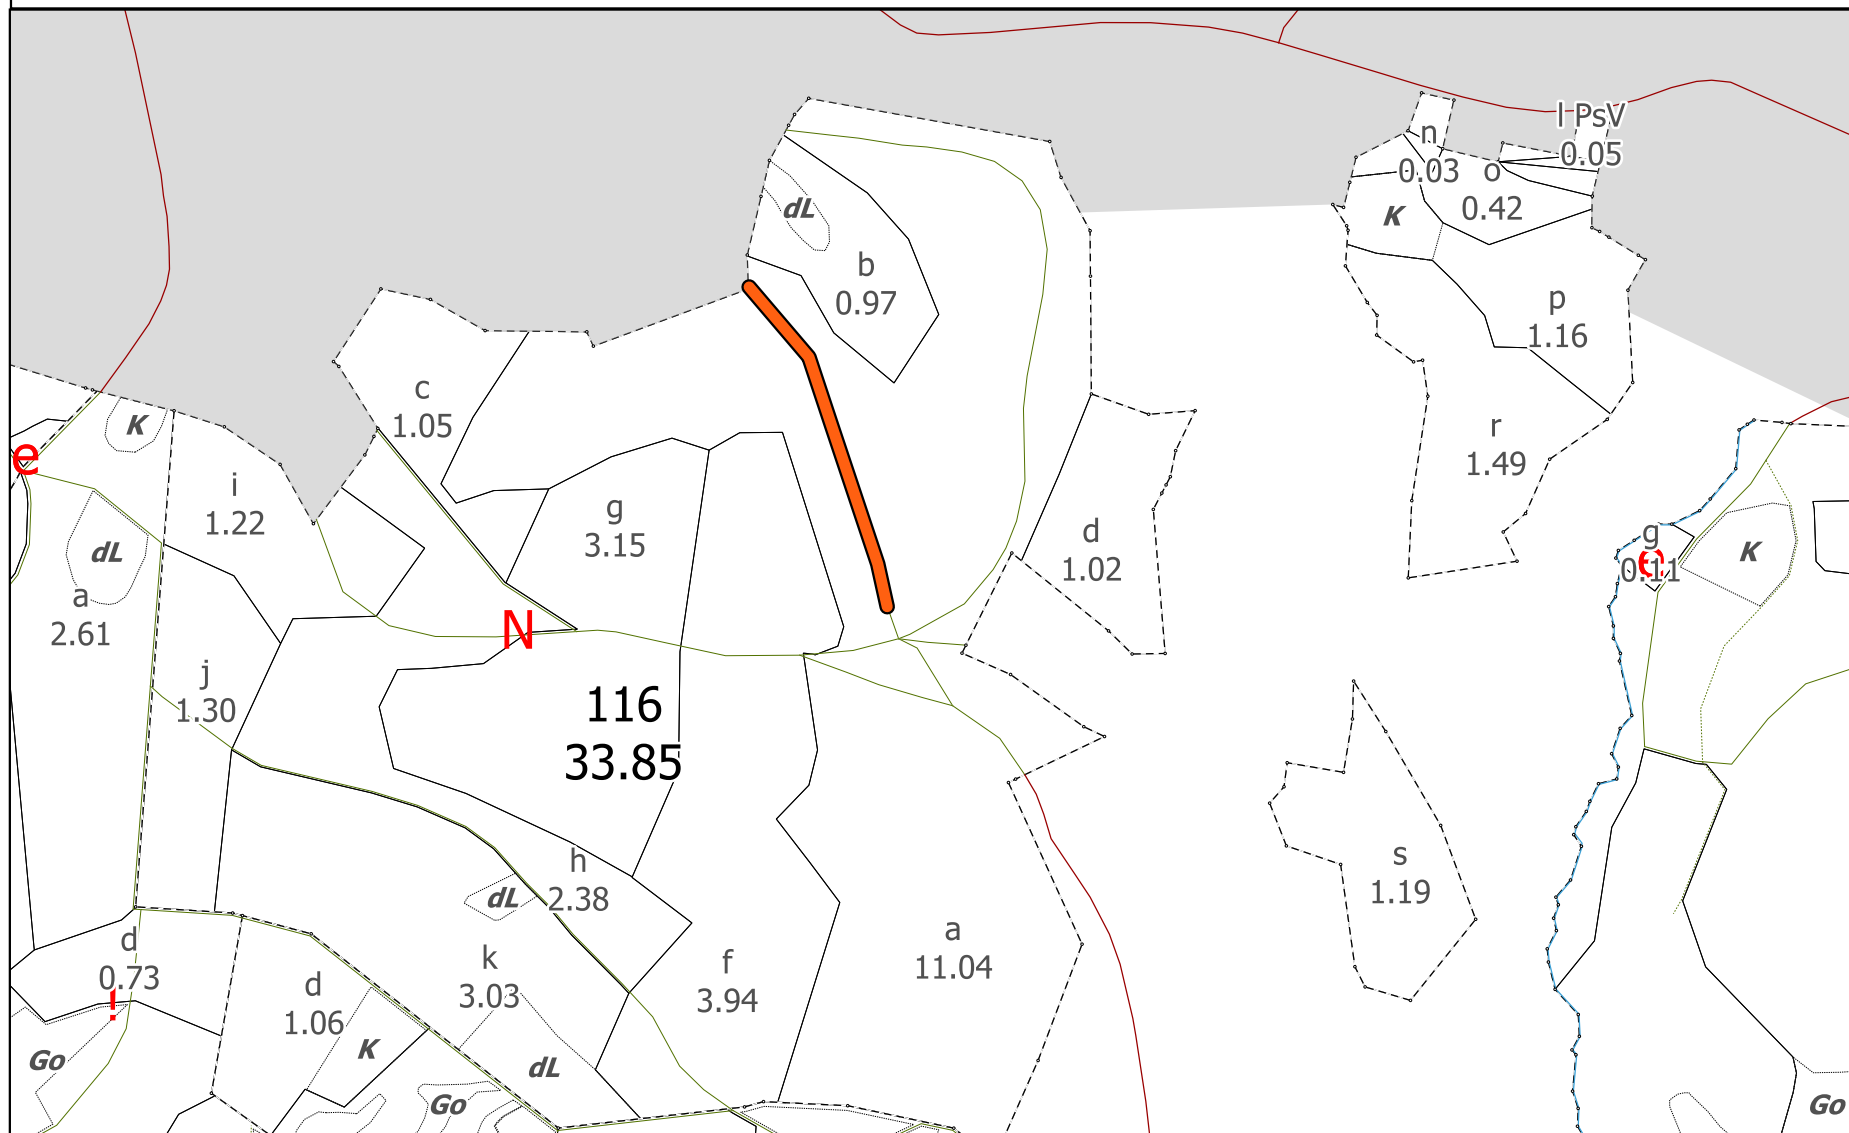 l PsV
0.05
n
0.03
o
0.42
K
dL
b
0.97
p
1.16
c
1.05
K
r
1.49
e
i
1.22
g
3.15
d
1.02
g
0.11
e
K
dL
a
2.61
N
j
1.30
116
33.85
h
2.38
dL
s
1.19
d
0.73
!
d
1.06
k
3.03
f
3.94
a
11.04
K
Go
dL
Go
Go